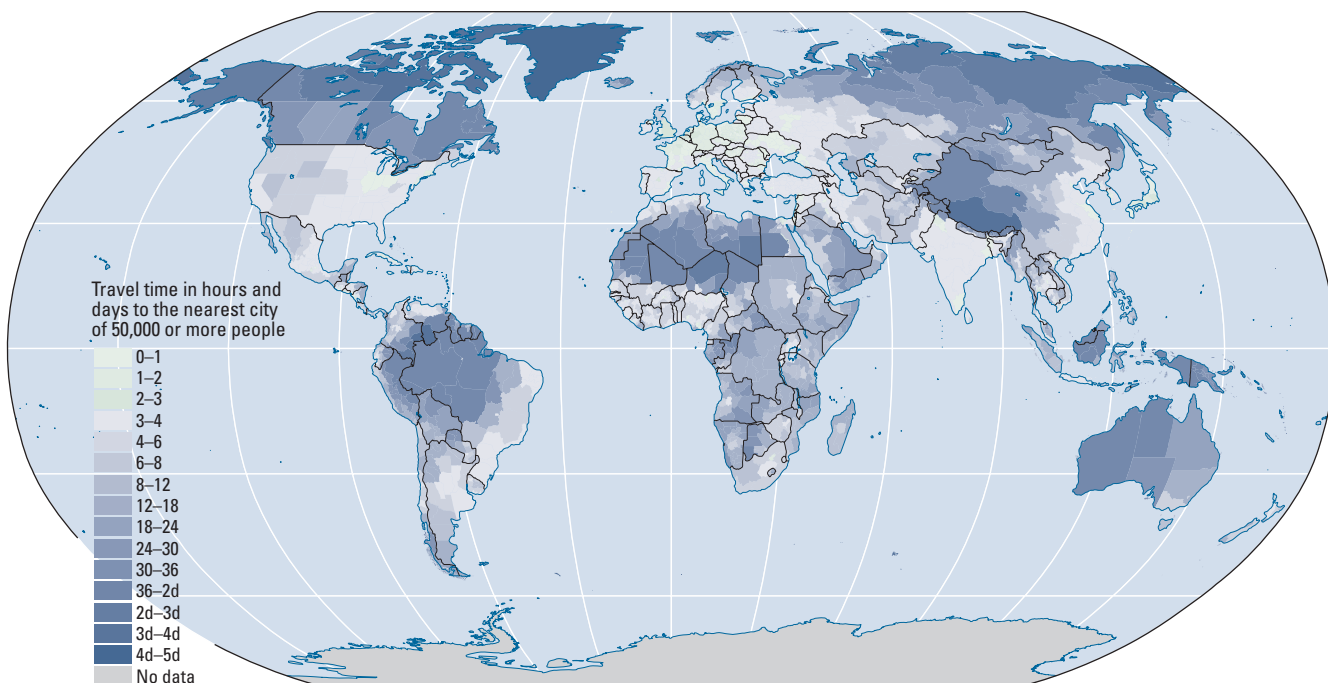 Travel time in hours and
days to the nearest city
of 50,000 or more people
0–1
1–2
2–3
3–4
4–6
6–8
8–12
12–18
18–24
24–30
30–36
36–2d
2d–3d
3d–4d
4d–5d
No data